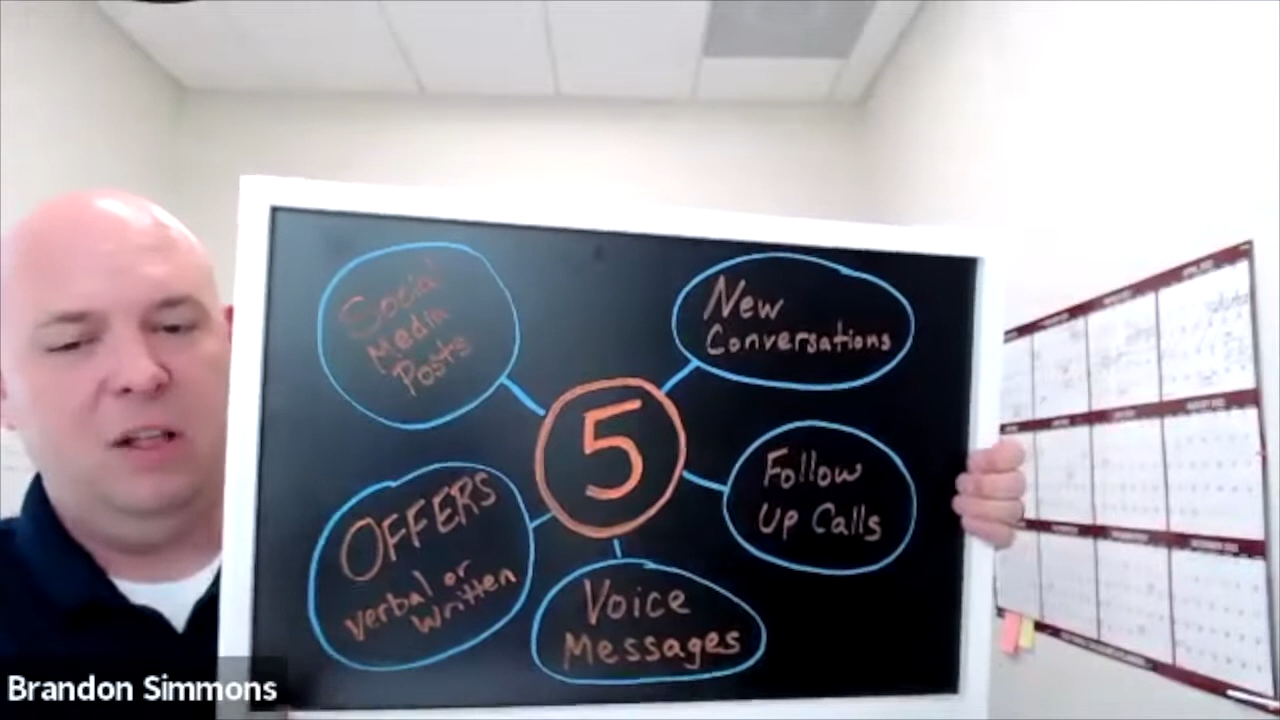 Social
Media
Posts
New
Conversations
5
Follow
Up Calls
OFFERS
Verbal or
Written
Voice
Messages
Brandon Simmons